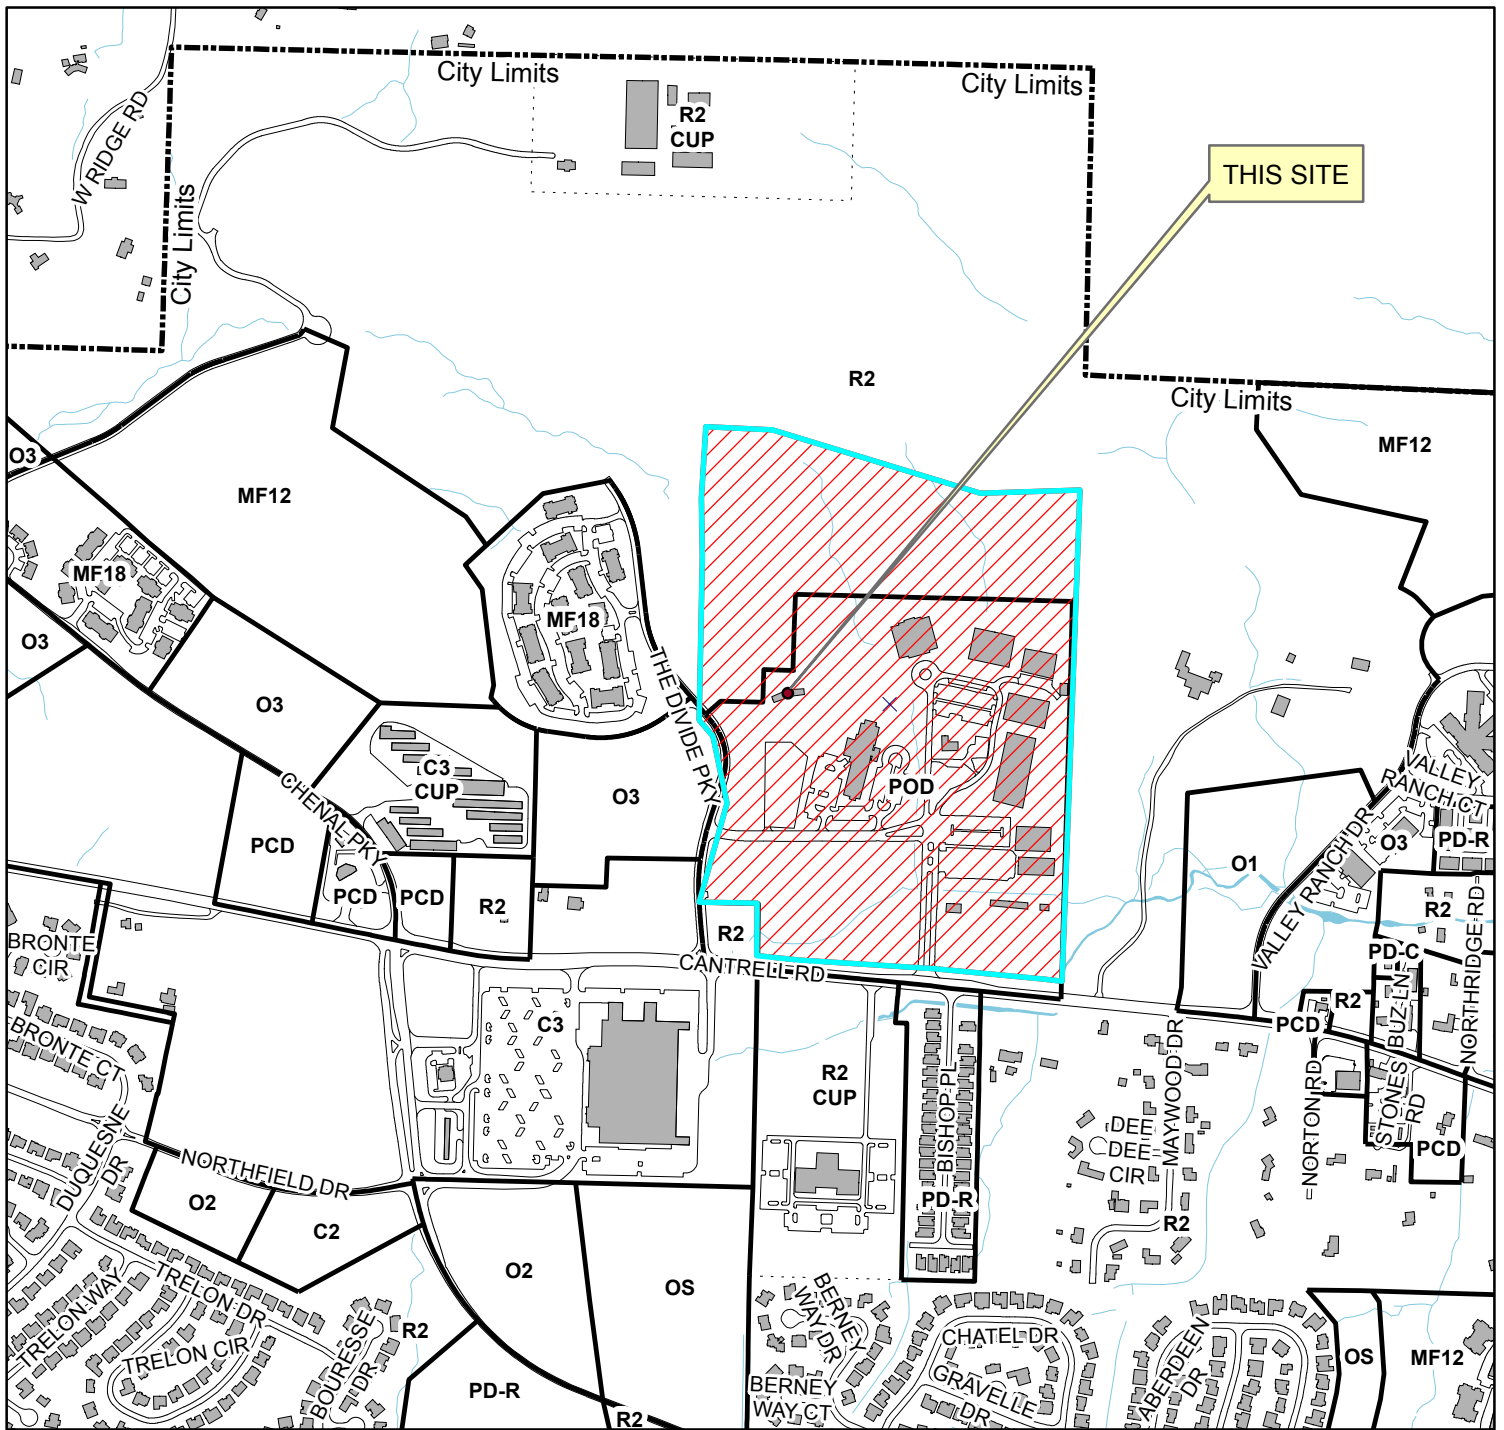 City Limits
City Limits
R2
CUP
W RIDGE RD
THIS SITE
City Limits
R2
City Limits
O3
MF12
MF12
MF18
MF18
O3
O3
THE DIVIDE PKY
C3
CUP
CHENAL PKY
O3
POD
VALLEY
RANCH CT
PCD
O3
PD-R
O1
VALLEY RANCH DR
PCD
PCD
R2
R2
R2
PD-C
NORTHRIDGE RD
BRONTE
CIR
CANTRELL RD
R2
PCD
BUZ LN
BRONTE CT
C3
R2
CUP
BISHOP PL
MAYWOOD DR
NORTON RD
STONES
RD
DEE
DEE
CIR
PCD
DUQUESNE
DR
NORTHFIELD DR
O2
C2
PD-R
R2
O2
OS
TRELON WAY
TRELON DR
TRELON CIR
BOURESSE
DR
R2
BERNEY
WAY DR
CHATEL DR
ABERDEEN
DR
OS
MF12
PD-R
R2
BERNEY
WAY CT
GRAVELLE
DR